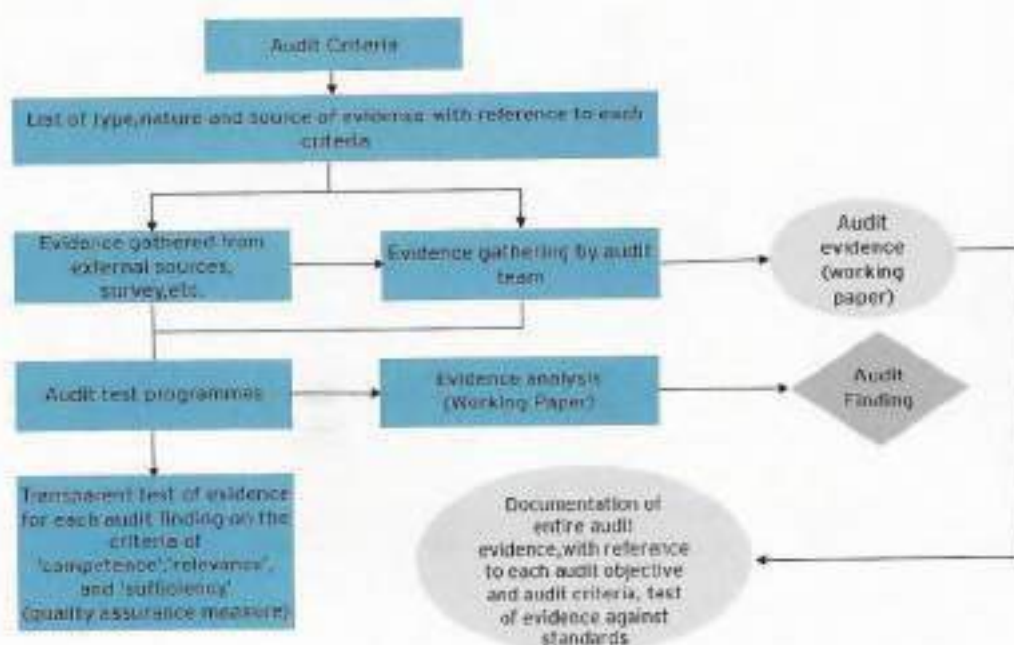 Audit Criteria
List of type,nature and source of evidence with reference to each
criteria
Evidence gathered from
external sources,
survey,etc.
Evidence gathering by audit
team
Audit
evidence
(working
paper)
Audit test programmes
Evidence analysis
(Working Paper)
Audit
Finding
Transparent test of evidence
for each audit finding on the
criteria of
'competence','relevance',
and 'sufficiency'
(quality assurance measure)
Documentation of
entire audit
evidence,with reference
to each audit objective
and audit criteria, test
of evidence against
standards